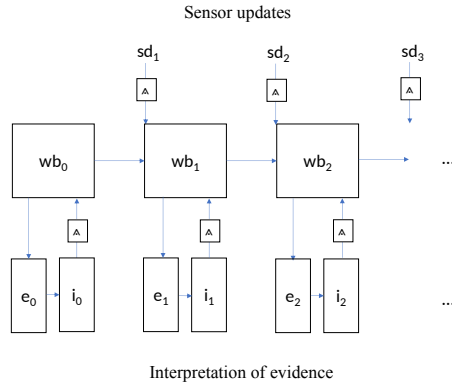 Sensor updates
sd₁ sd₂ sd₃
⩑ ⩑ ⩑
wb₀ wb₁ wb₂ ...
⩑ ⩑ ⩑
e₀ i₀ e₁ i₁ e₂ i₂ ...
Interpretation of evidence